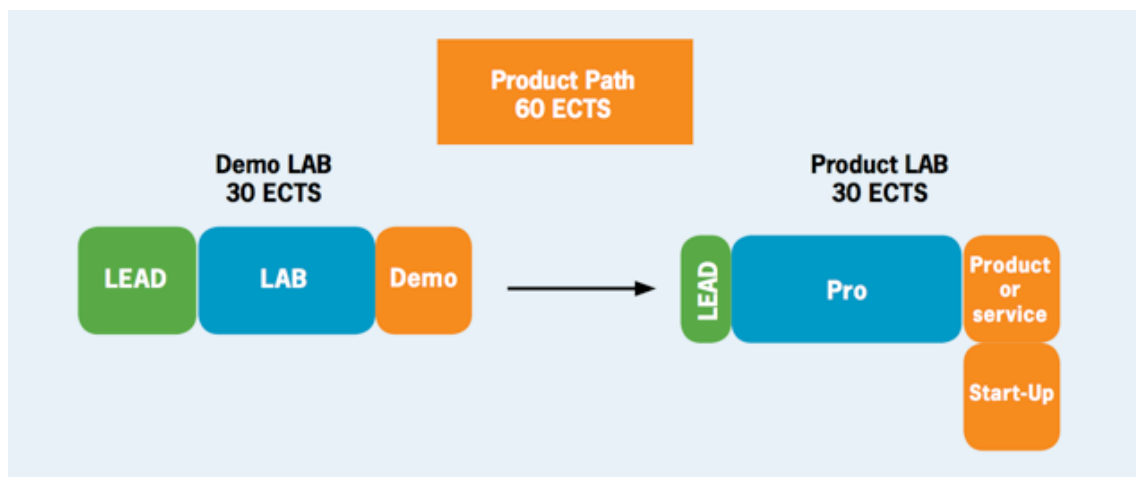 Product Path
60 ECTS
Demo LAB
30 ECTS
LEAD
LAB
Demo
Product LAB
30 ECTS
LEAD
Pro
Product
or
service
Start-Up